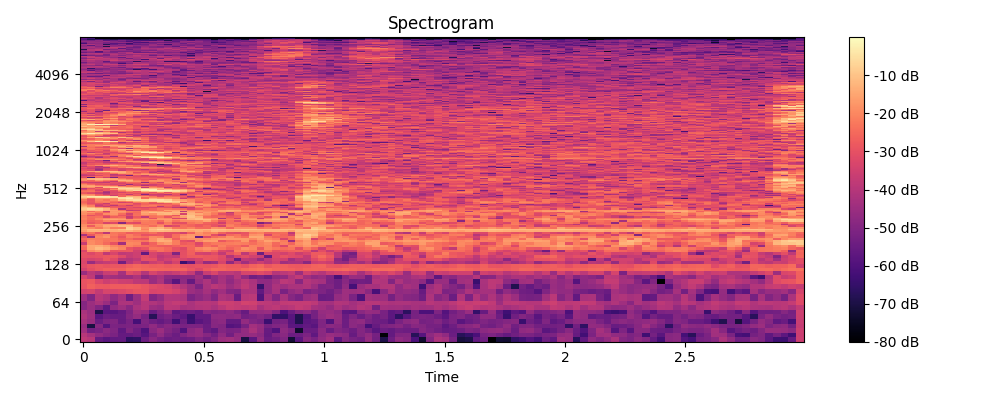 Spectrogram
Hz
4096
2048
1024
512
256
128
64
0
0
0.5
1
1.5
2
2.5
Time
-10 dB
-20 dB
-30 dB
-40 dB
-50 dB
-60 dB
-70 dB
-80 dB